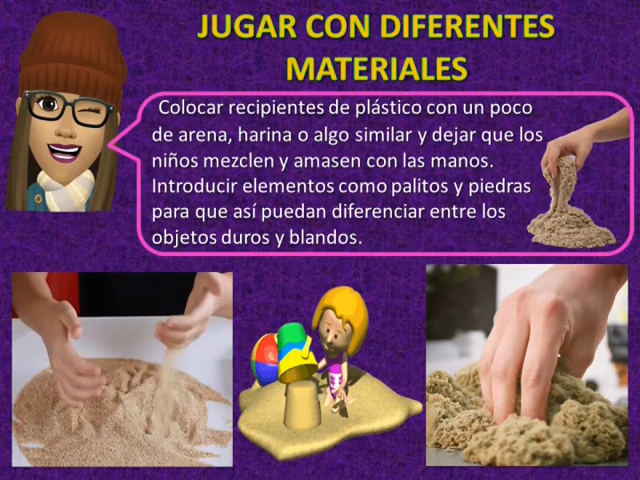 JUGAR CON DIFERENTES
MATERIALES
Colocar recipientes de plástico con un poco
de arena, harina o algo similar y dejar que los
niños mezclen y amasen con las manos.
Introducir elementos como palitos y piedras
para que así puedan diferenciar entre los
objetos duros y blandos.